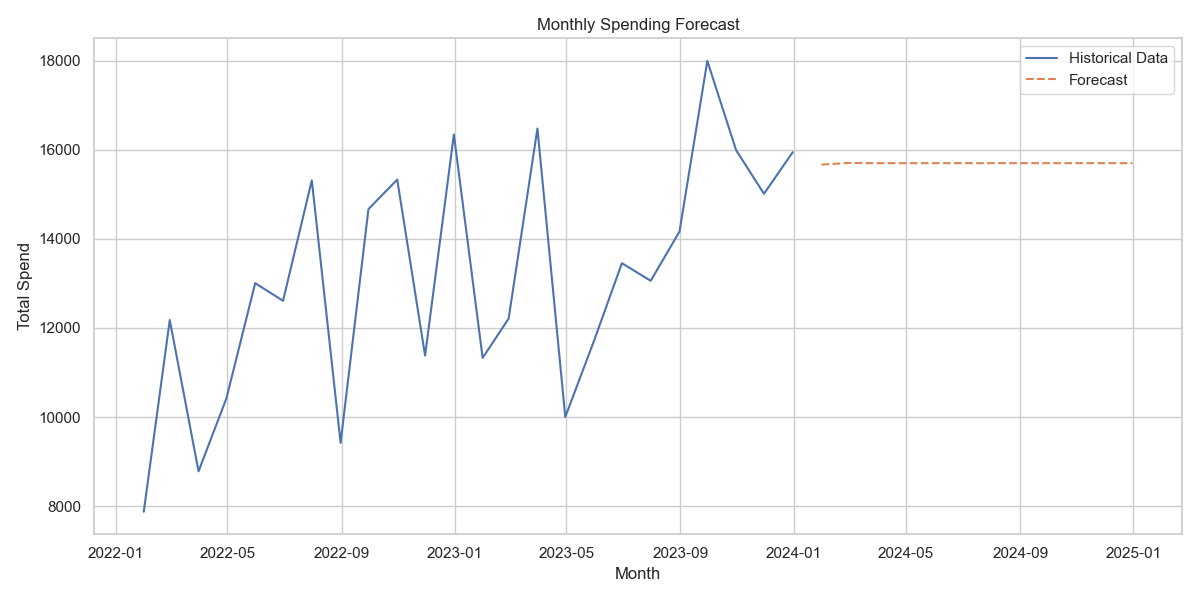 Monthly Spending Forecast
Historical Data
Forecast
18000
16000
14000
12000
10000
8000
Total Spend
2022-01 2022-05 2022-09 2023-01 2023-05 2023-09 2024-01 2024-05 2024-09 2025-01
Month